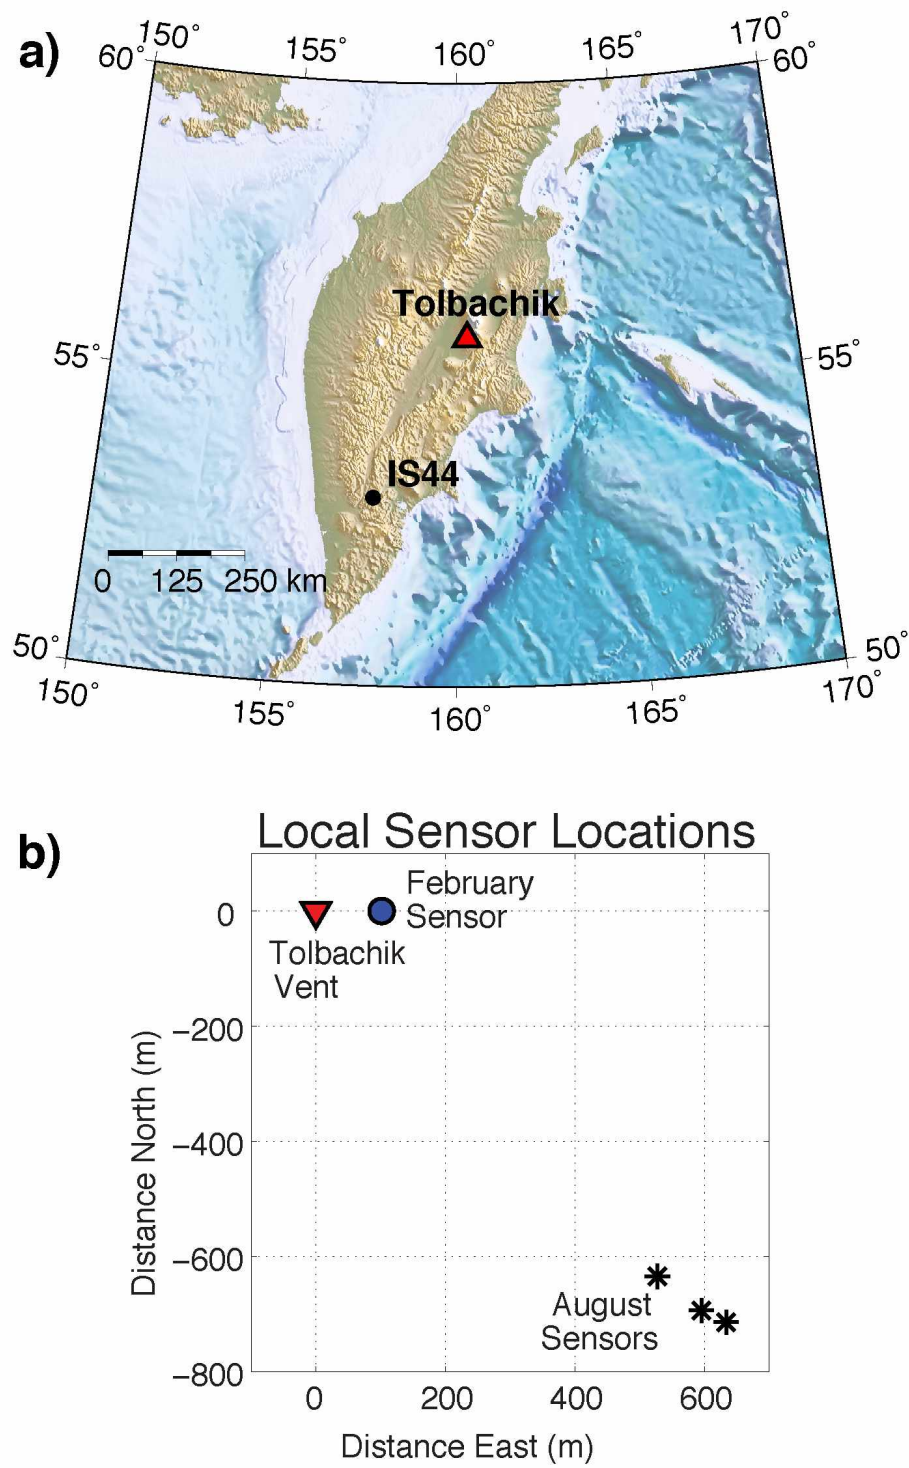 a)
150° 155° 160° 165° 170°
60° 60°
Tolbachik
55° 55°
IS44
0 125 250 km
50° 50°
150° 155° 160° 165° 170°
b)
Local Sensor Locations
February
Sensor
0
Tolbachik
Vent
−200
−400
−600
August
Sensors
−800
Distance North (m)
0 200 400 600
Distance East (m)